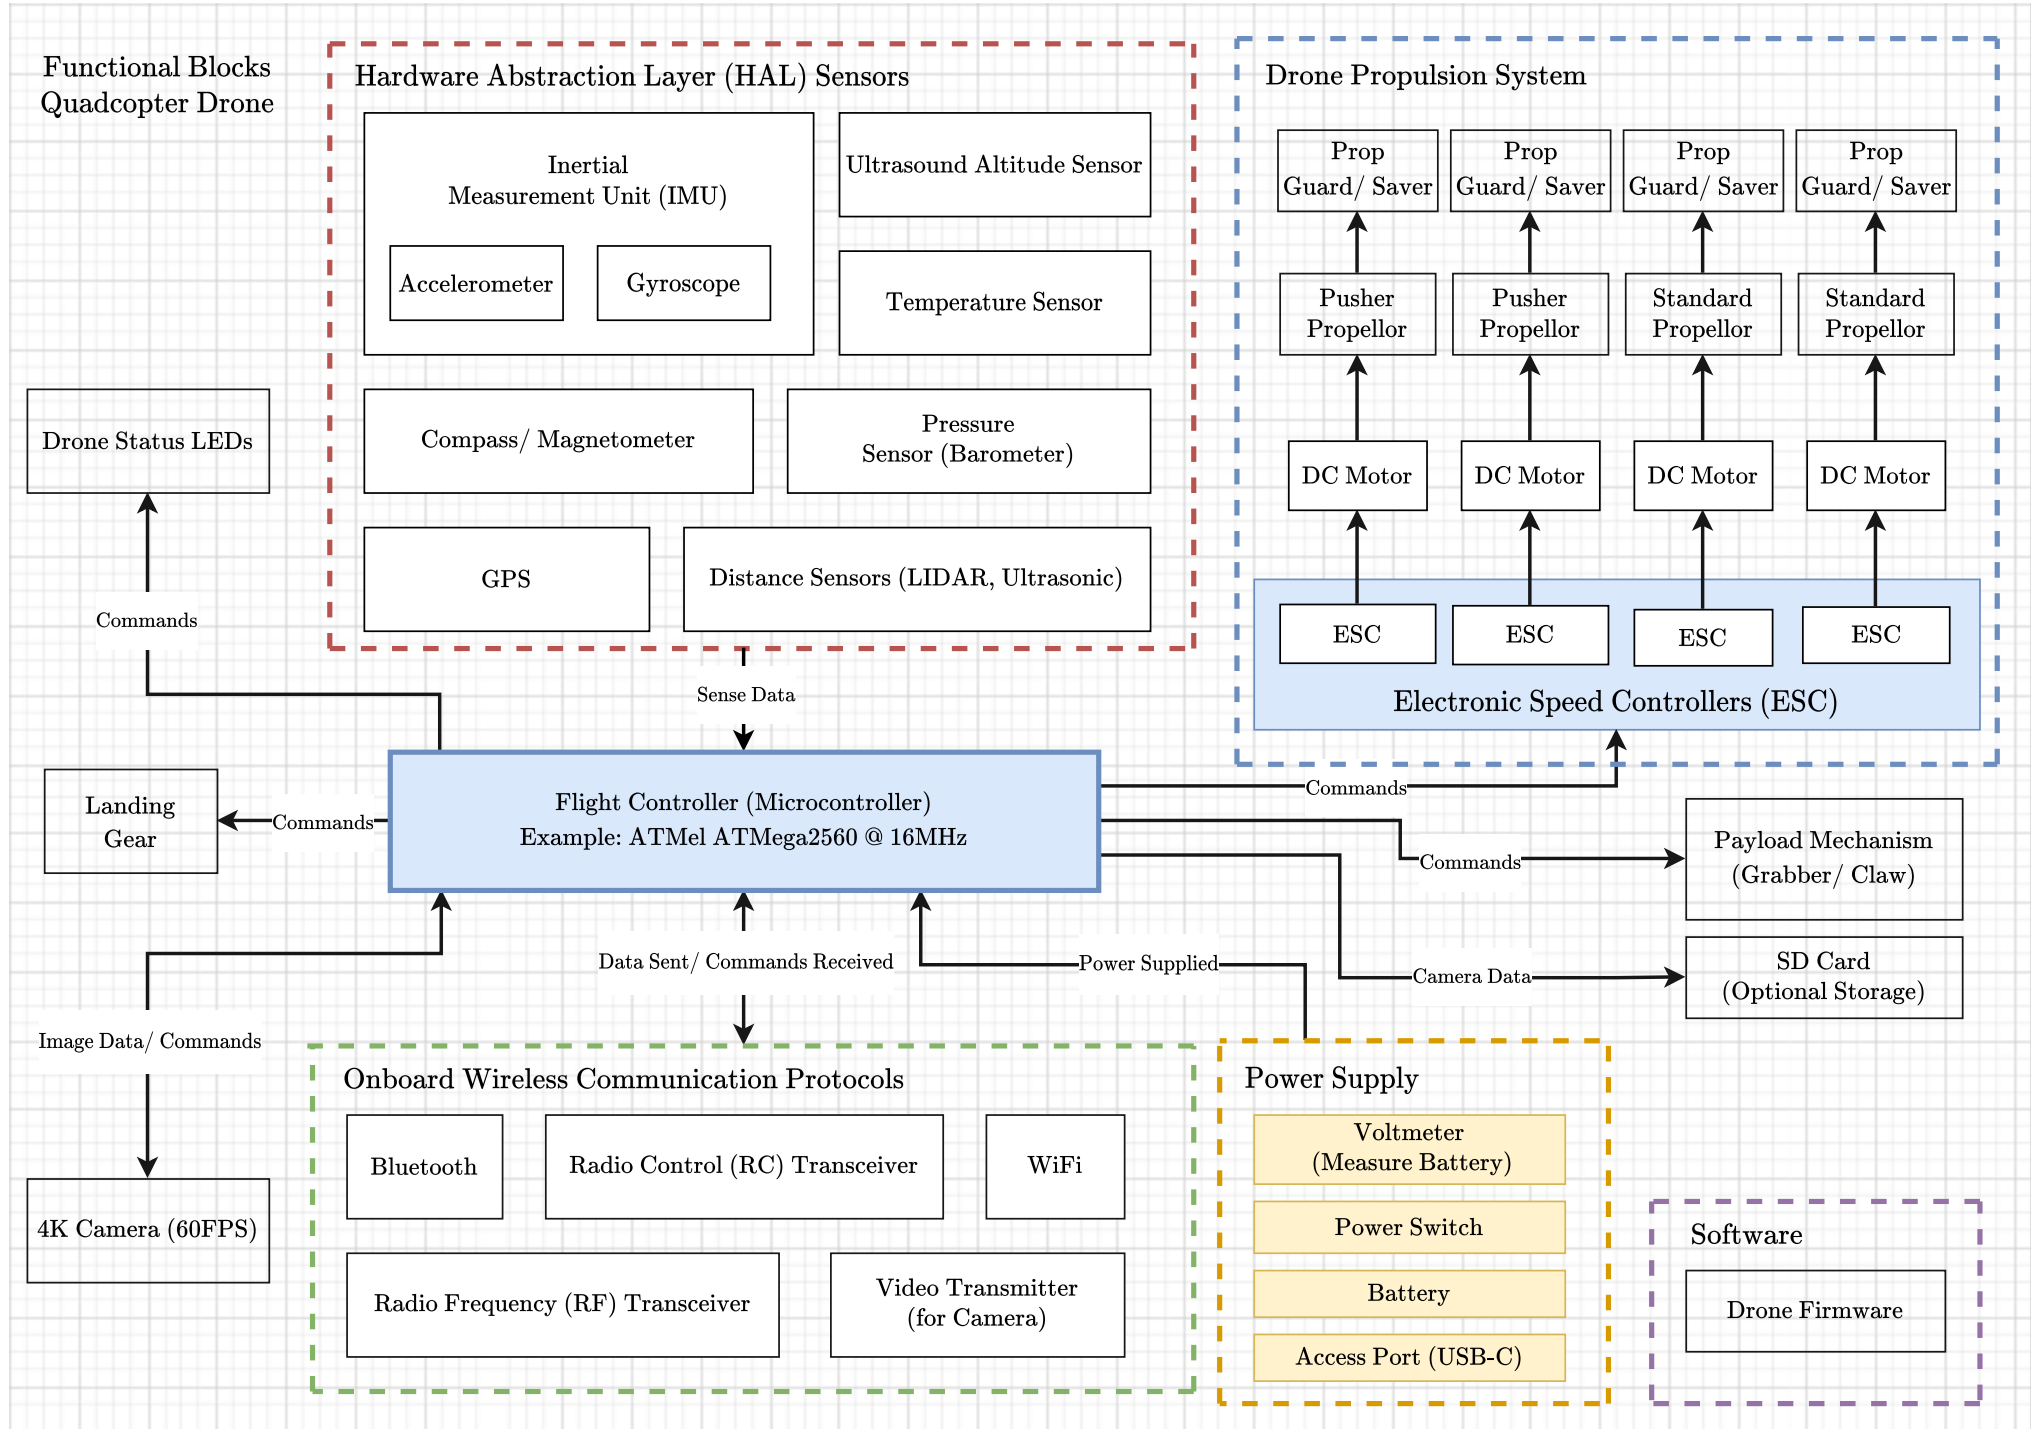 Functional Blocks
Quadcopter Drone
Hardware Abstraction Layer (HAL) Sensors
Inertial
Measurement Unit (IMU)
Accelerometer
Gyroscope
Ultrasound Altitude Sensor
Temperature Sensor
Compass/ Magnetometer
Pressure
Sensor (Barometer)
GPS
Distance Sensors (LIDAR, Ultrasonic)
Drone Propulsion System
Prop
Guard/ Saver
Prop
Guard/ Saver
Prop
Guard/ Saver
Prop
Guard/ Saver
Pusher
Propellor
Pusher
Propellor
Standard
Propellor
Standard
Propellor
DC Motor
DC Motor
DC Motor
DC Motor
ESC
ESC
ESC
ESC
Electronic Speed Controllers (ESC)
Drone Status LEDs
Commands
Sense Data
Landing
Gear
Commands
Flight Controller (Microcontroller)
Example: ATMel ATMega2560 @ 16MHz
Commands
Commands
Payload Mechanism
(Grabber/ Claw)
Camera Data
SD Card
(Optional Storage)
Data Sent/ Commands Received
Power Supplied
Image Data/ Commands
4K Camera (60FPS)
Onboard Wireless Communication Protocols
Bluetooth
Radio Control (RC) Transceiver
WiFi
Radio Frequency (RF) Transceiver
Video Transmitter
(for Camera)
Power Supply
Voltmeter
(Measure Battery)
Power Switch
Battery
Access Port (USB-C)
Software
Drone Firmware